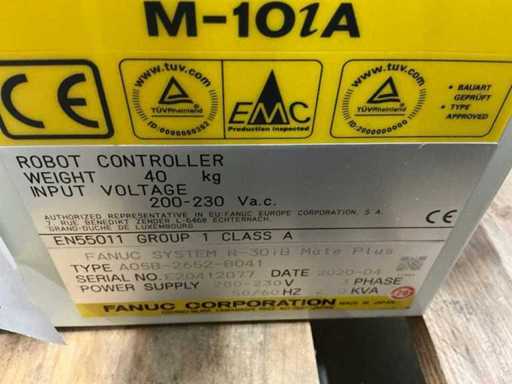 M-10iA
www.tuv.com
TÜVRheinland
EMC
Production inspected
www.tuv.com
TÜVRheinland
• BAUART
GEPRÜFT
• TYPE
APPROVED
ROBOT CONTROLLER
WEIGHT 40 kg
INPUT VOLTAGE
200-230 Va.c.
AUTHORIZED REPRESENTATIVE IN EU:FANUC EUROPE CORPORATION, S.A.
7, RUE BENEDIKT ZENDER L-6468 ECHTERNACH,
GRAND-DUCHE DE LUXEMBOURG
EN55011 GROUP 1 CLASS A
FANUC SYSTEM R-30iB Mate Plus
TYPE A05B-2652-B041
SERIAL NO. E20412077 DATE 2020-04
POWER SUPPLY 200-230V 3 PHASE
50/60 HZ KVA
FANUC CORPORATION MADE IN JAPAN